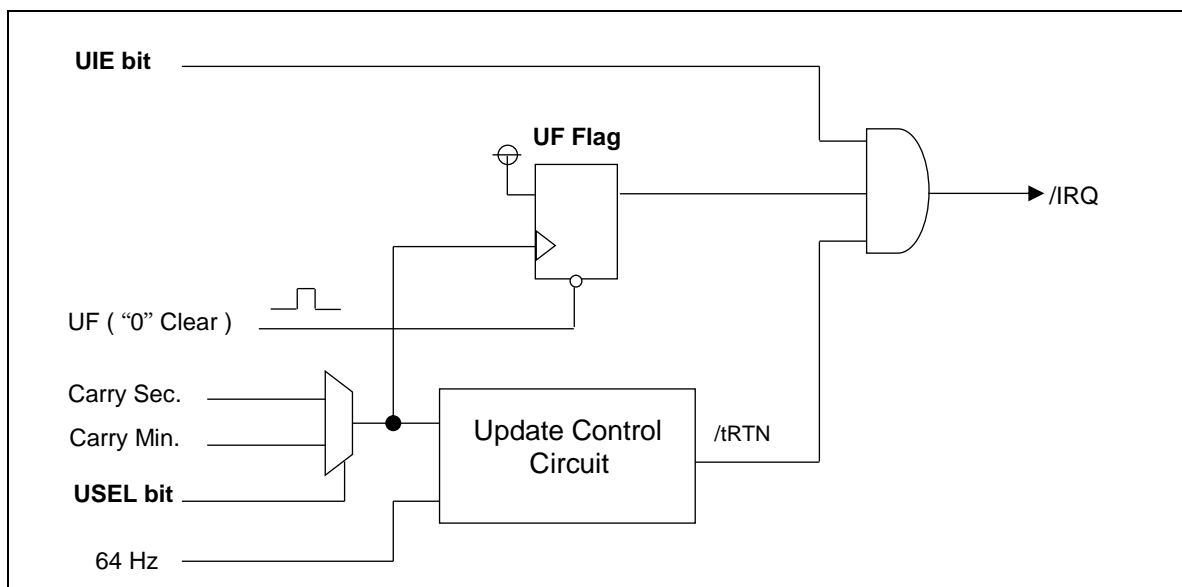 UIE bit
UF Flag
/IRQ
UF ( “0” Clear )
Carry Sec.
Carry Min.
Update Control
Circuit
/tRTN
USEL bit
64 Hz